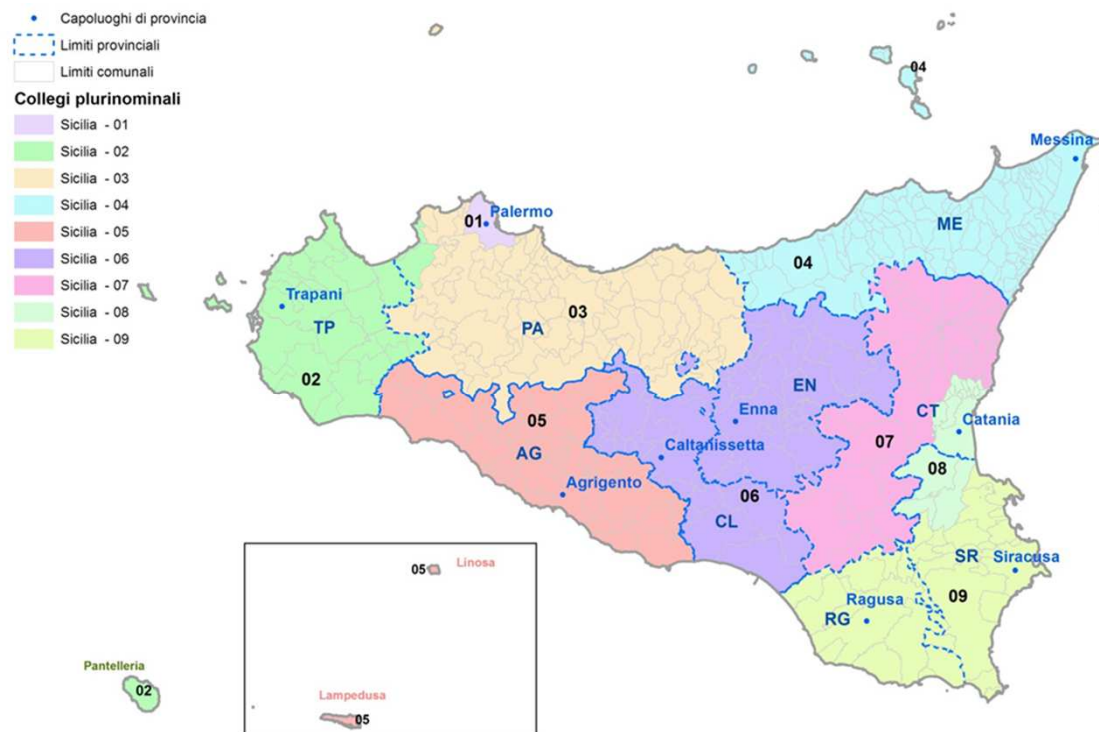 Capoluoghi di provincia
Limiti provinciali
Limiti comunali
Collegi plurinominali
Sicilia - 01
Sicilia - 02
Sicilia - 03
Sicilia - 04
Sicilia - 05
Sicilia - 06
Sicilia - 07
Sicilia - 08
Sicilia - 09
04
Messina
01
Palermo
ME
04
Trapani
TP
PA
03
02
EN
05
Enna
CT
Catania
AG
Caltanissetta
07
08
Agrigento
06
CL
SR
Siracusa
Ragusa
09
RG
05
Linosa
Pantelleria
02
Lampedusa
05